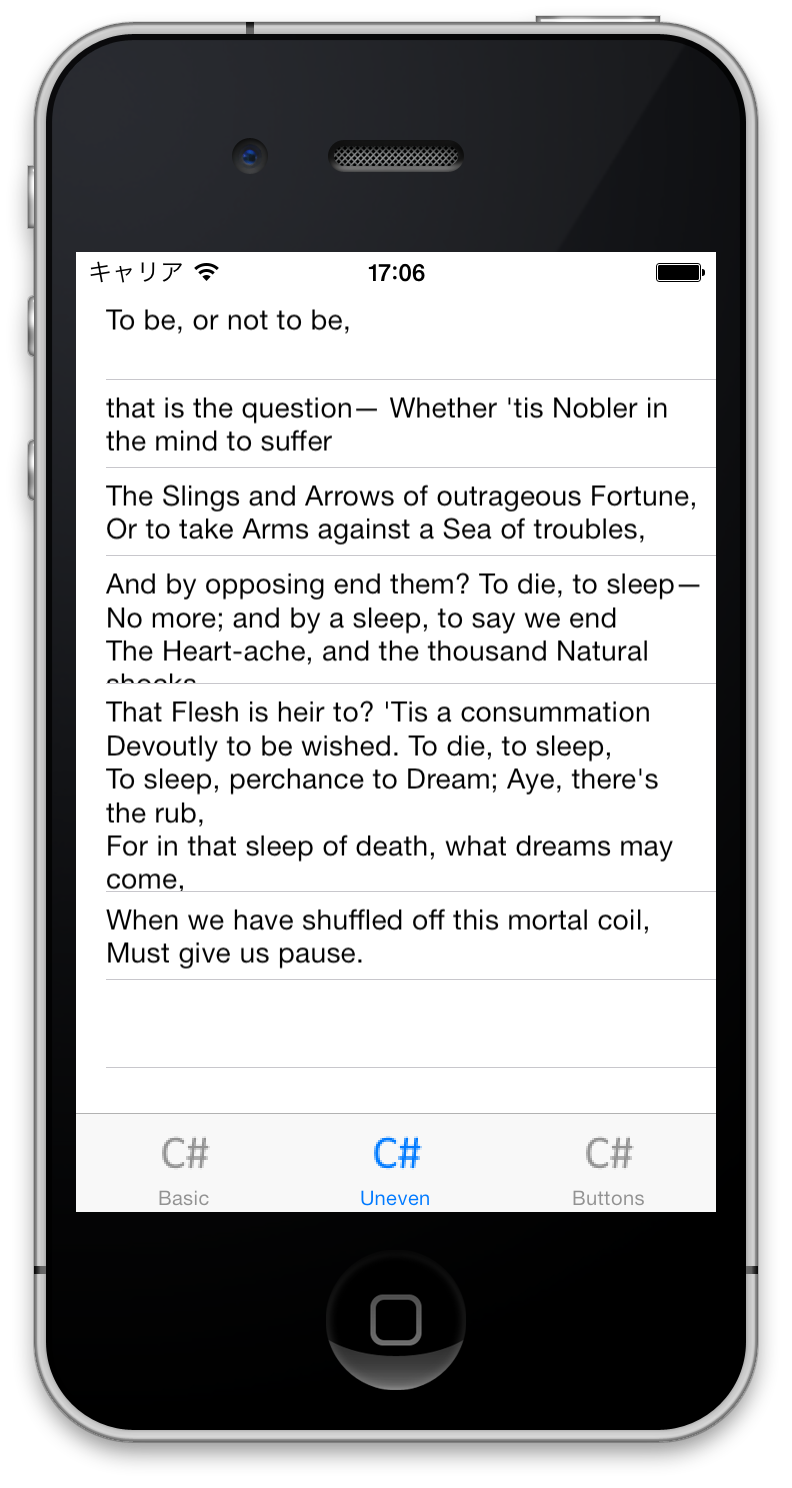 キャリア 17:06
To be, or not to be,
that is the question— Whether 'tis Nobler in
the mind to suffer
The Slings and Arrows of outrageous Fortune,
Or to take Arms against a Sea of troubles,
And by opposing end them? To die, to sleep—
No more; and by a sleep, to say we end
The Heart-ache, and the thousand Natural
shocks
That Flesh is heir to? 'Tis a consummation
Devoutly to be wished. To die, to sleep,
To sleep, perchance to Dream; Aye, there's
the rub,
For in that sleep of death, what dreams may
come,
When we have shuffled off this mortal coil,
Must give us pause.
C# C# C#
Basic Uneven Buttons